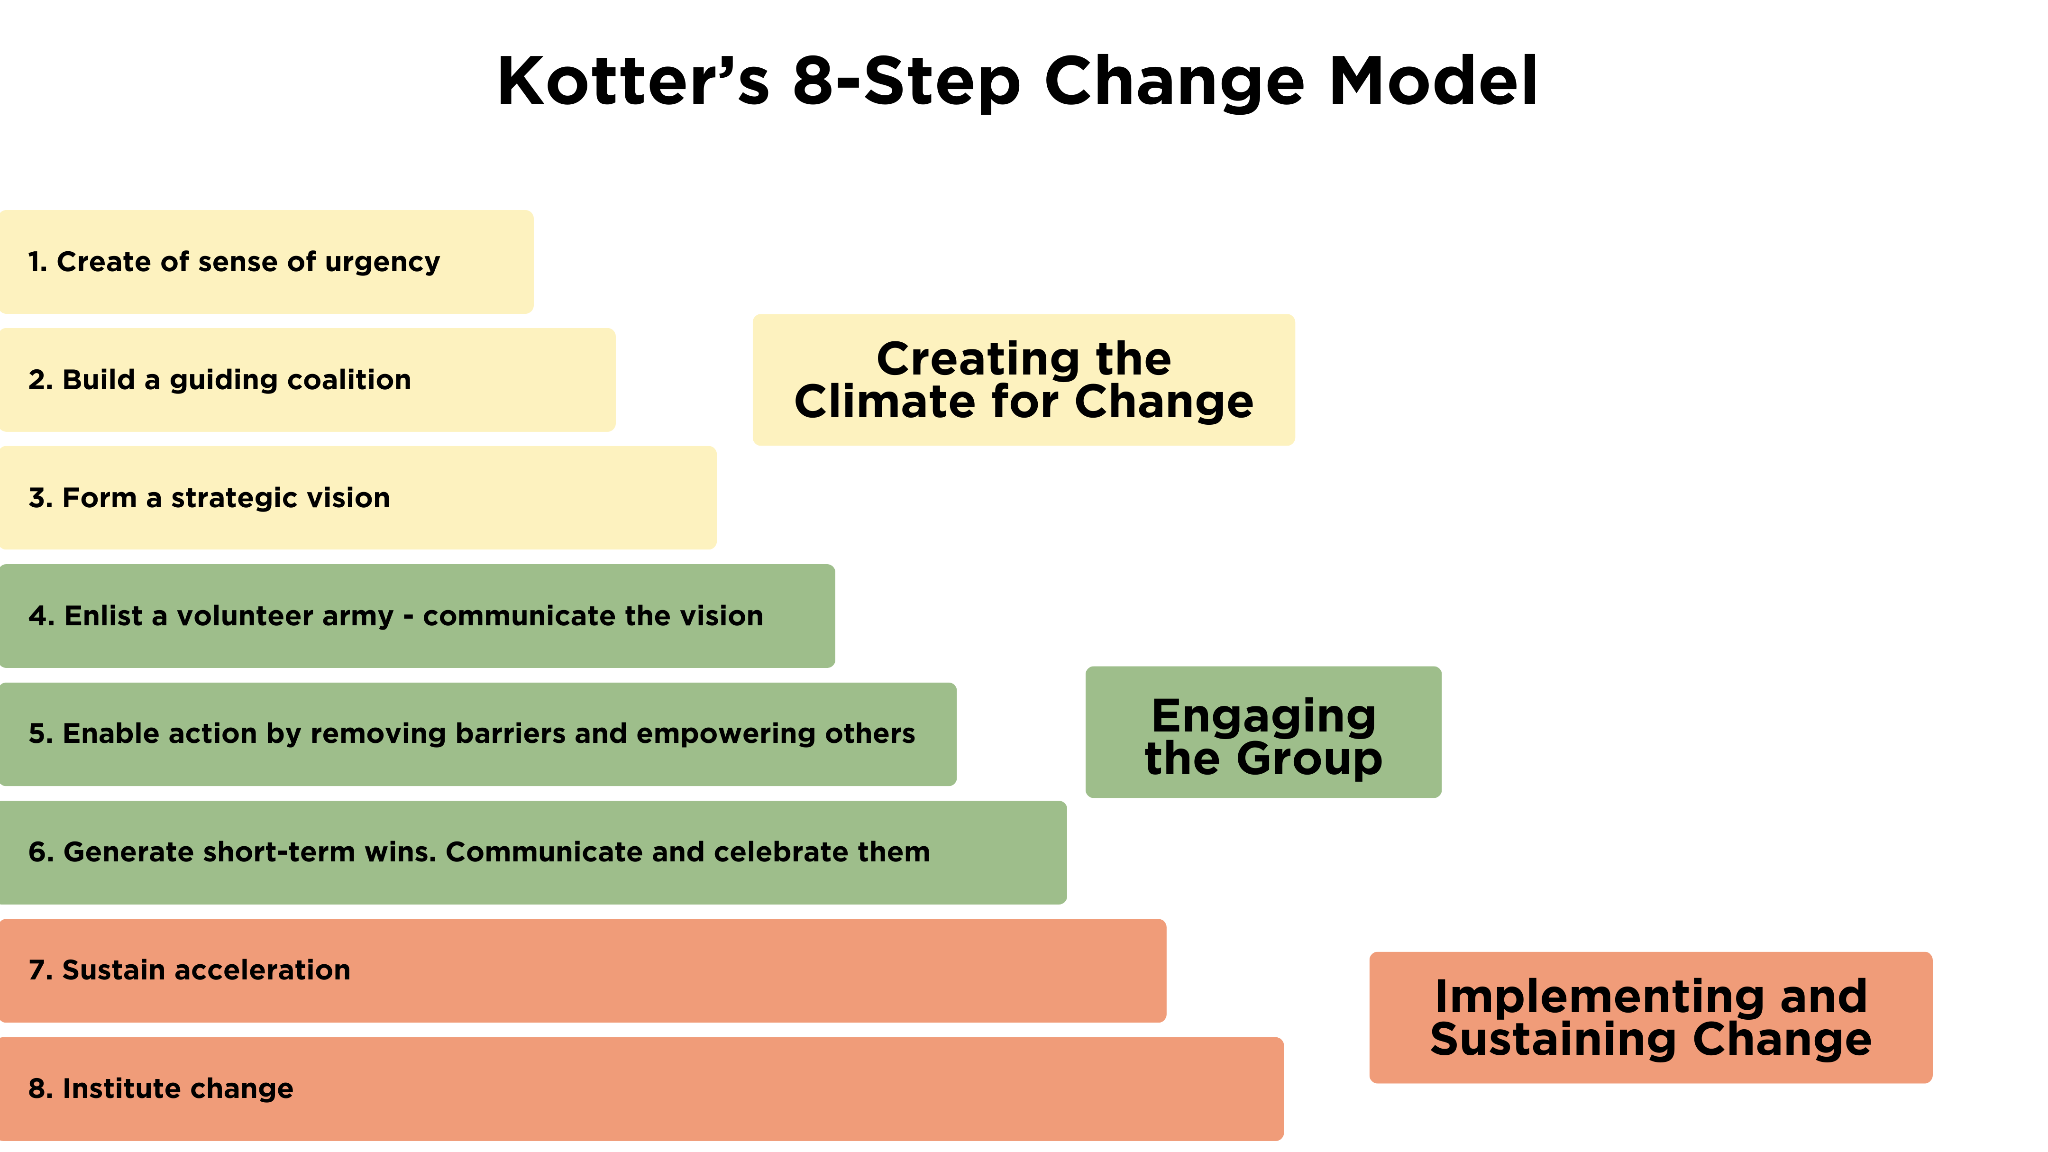 Kotter’s 8-Step Change Model
1. Create of sense of urgency
2. Build a guiding coalition
3. Form a strategic vision
Creating the
Climate for Change
4. Enlist a volunteer army - communicate the vision
5. Enable action by removing barriers and empowering others
6. Generate short-term wins. Communicate and celebrate them
Engaging
the Group
7. Sustain acceleration
8. Institute change
Implementing and
Sustaining Change